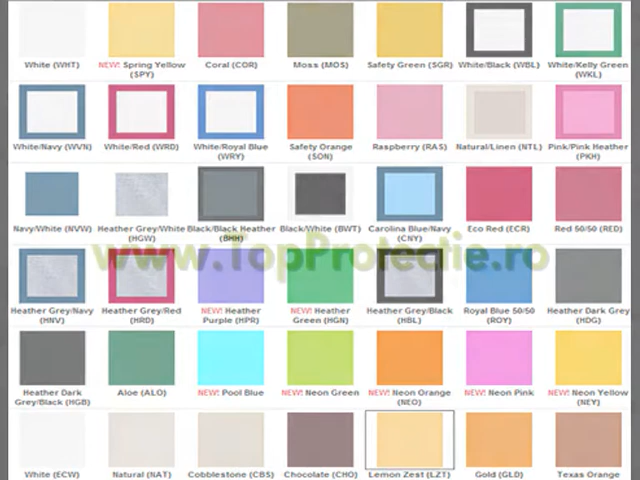 White (WHT)
NEW! Spring Yellow
(SPY)
Coral (COR)
Moss (MOS)
Safety Green (SGR)
White/Black (WBL)
White/Kelly Green
(WKL)
White/Navy (WVN)
White/Red (WRD)
White/Royal Blue
(WRY)
Safety Orange
(SON)
Raspberry (RAS)
Natural/Linen (NTL)
Pink/Pink Heather
(PKH)
Navy/White (NVW)
Heather Grey/White
(HGW)
Black/Black Heather
(BHH)
Black/White (BWT)
Carolina Blue/Navy
(CNY)
Eco Red (ECR)
Red 50/50 (RED)
www.TopProtectie.ro
Heather Grey/Navy
(HNV)
Heather Grey/Red
(HRD)
NEW! Heather
Purple (HPR)
NEW! Heather
Green (HGN)
Heather Grey/Black
(HBL)
Royal Blue 50/50
(ROY)
Heather Dark Grey
(HDG)
Heather Dark
Grey/Black (HGB)
Aloe (ALO)
NEW! Pool Blue
NEW! Neon Green
NEW! Neon Orange
(NEO)
NEW! Neon Pink
NEW! Neon Yellow
(NEY)
White (ECW)
Natural (NAT)
Cobblestone (CBS)
Chocolate (CHO)
Lemon Zest (LZT)
Gold (GLD)
Texas Orange